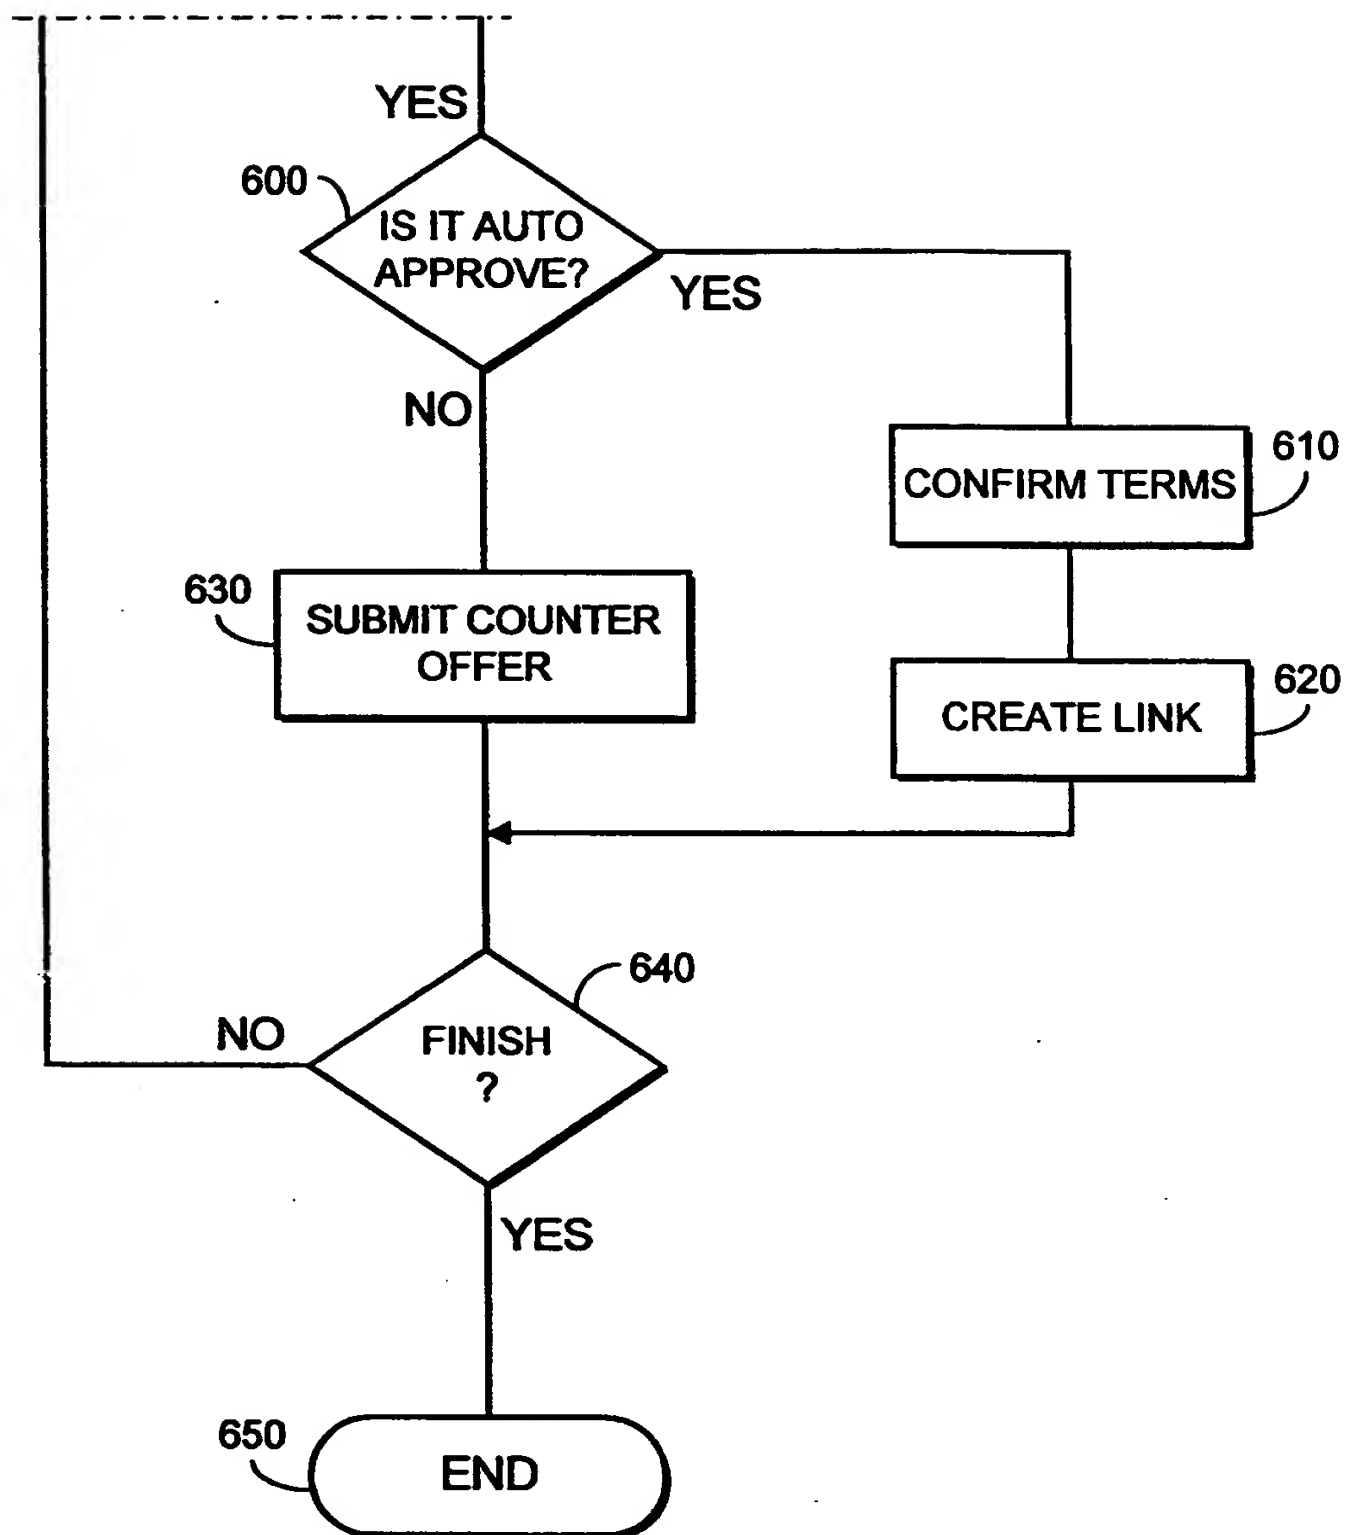 YES
600
IS IT AUTO
APPROVE?
YES
NO
610
CONFIRM TERMS
630
SUBMIT COUNTER
OFFER
620
CREATE LINK
640
NO
FINISH
?
YES
650
END